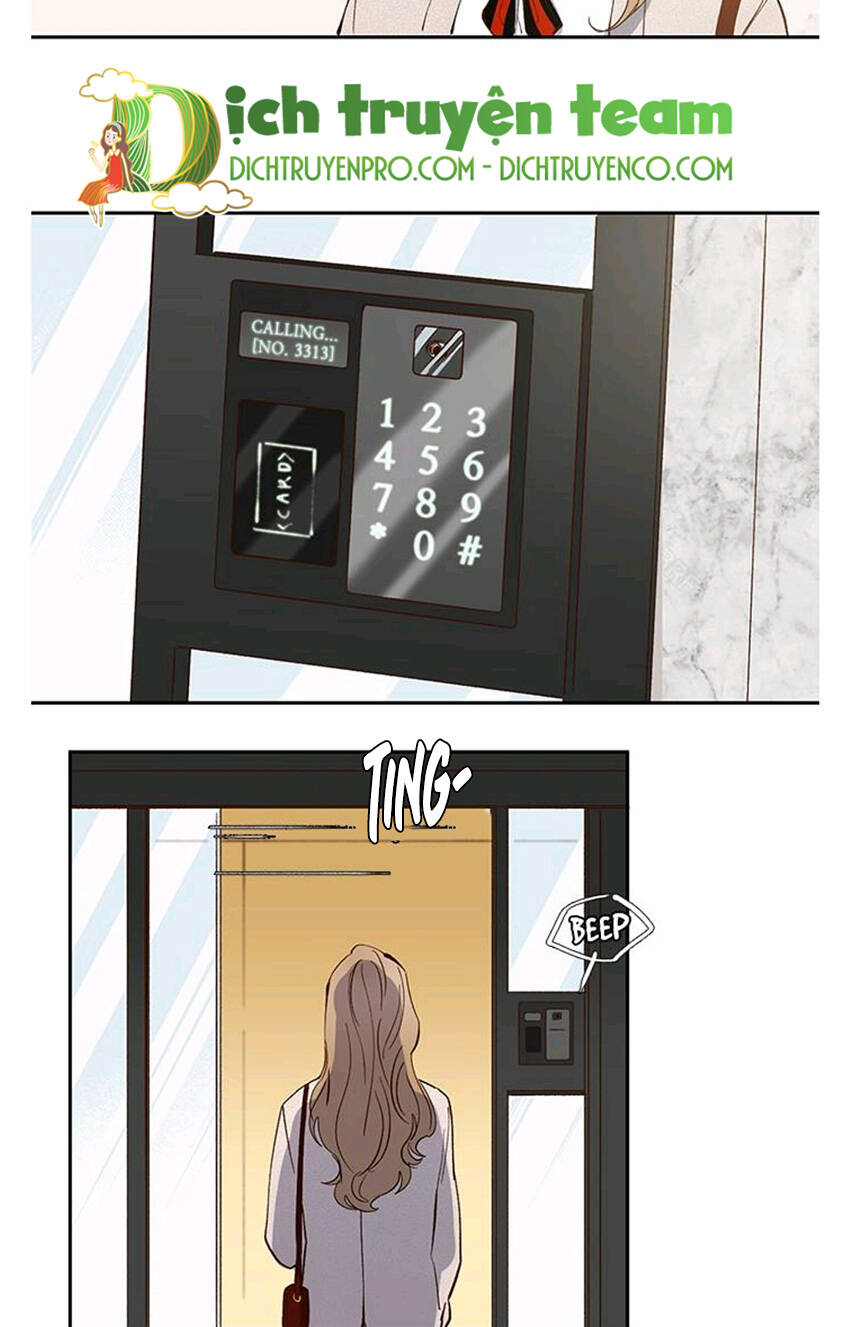 Dịch truyện team
DICHTRUYENPRO.COM - DICHTRUYENCO.COM
CALLING...
[NO. 3313]
1 2 3
4 5 6
7 8 9
* 0 #
<CARD>
TING-
BEEP